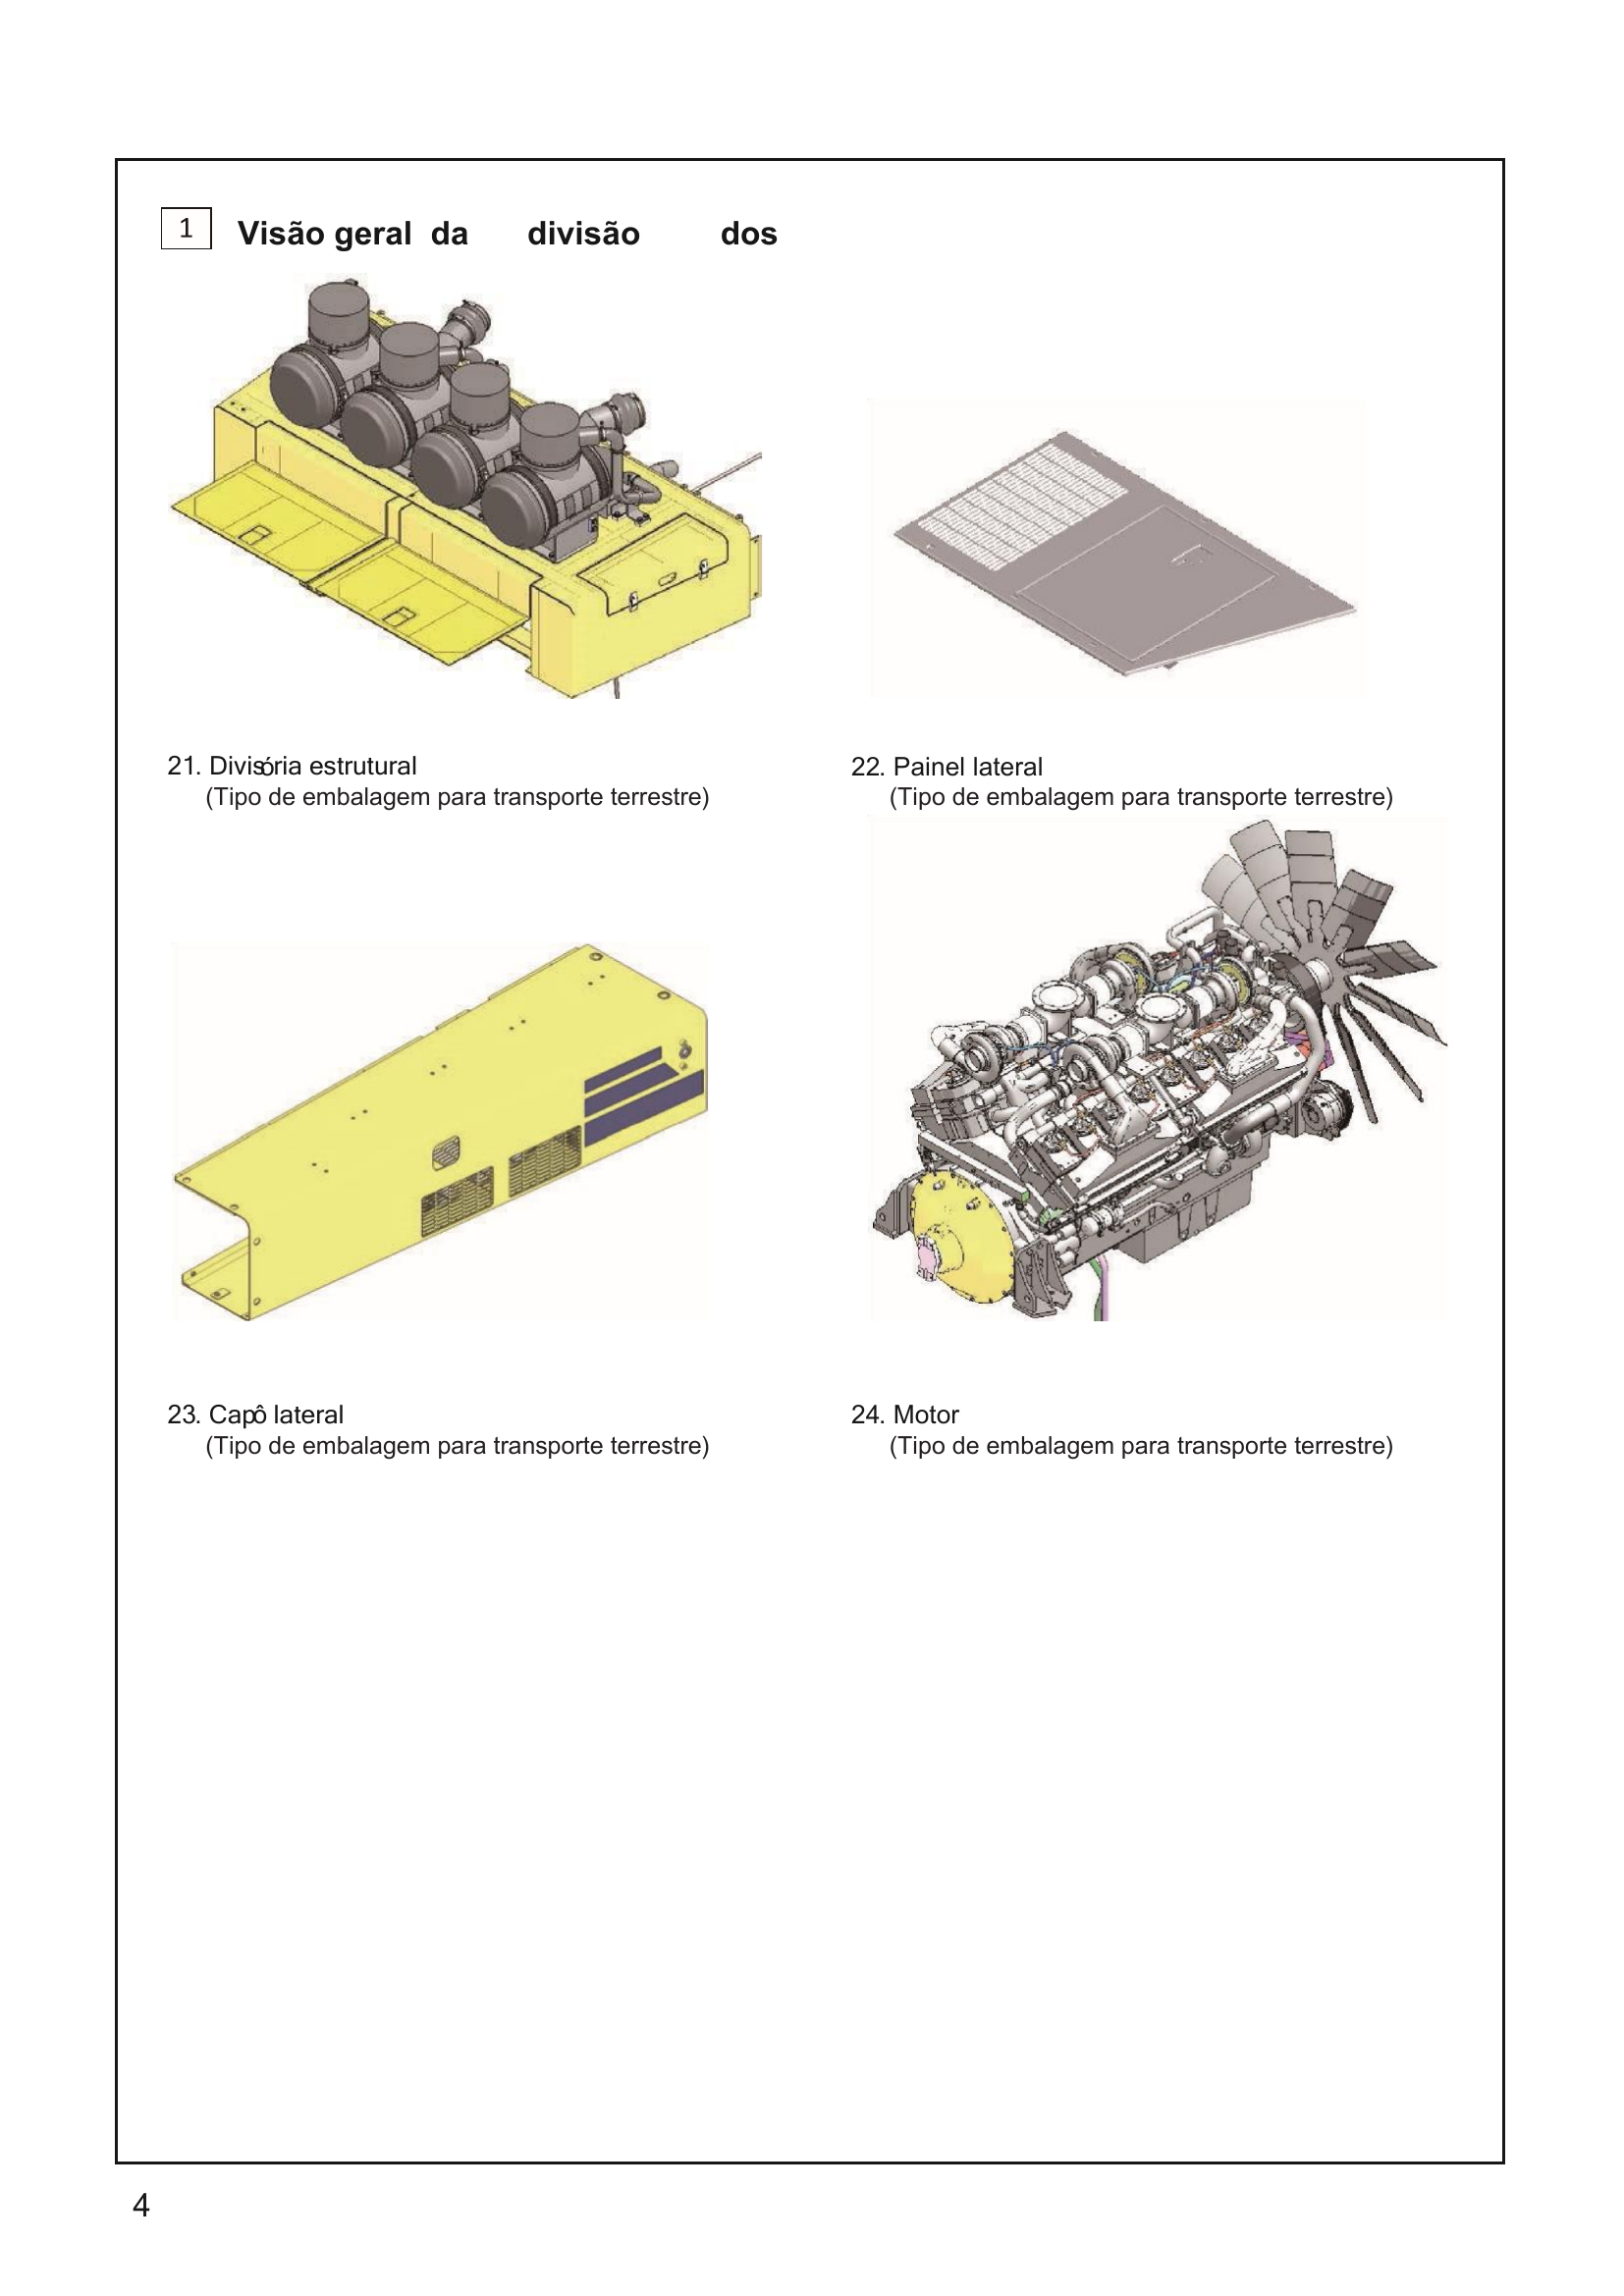 1 Visão geral da divisão dos
21. Divisória estrutural
(Tipo de embalagem para transporte terrestre)
22. Painel lateral
(Tipo de embalagem para transporte terrestre)
23. Capô lateral
(Tipo de embalagem para transporte terrestre)
24. Motor
(Tipo de embalagem para transporte terrestre)
4